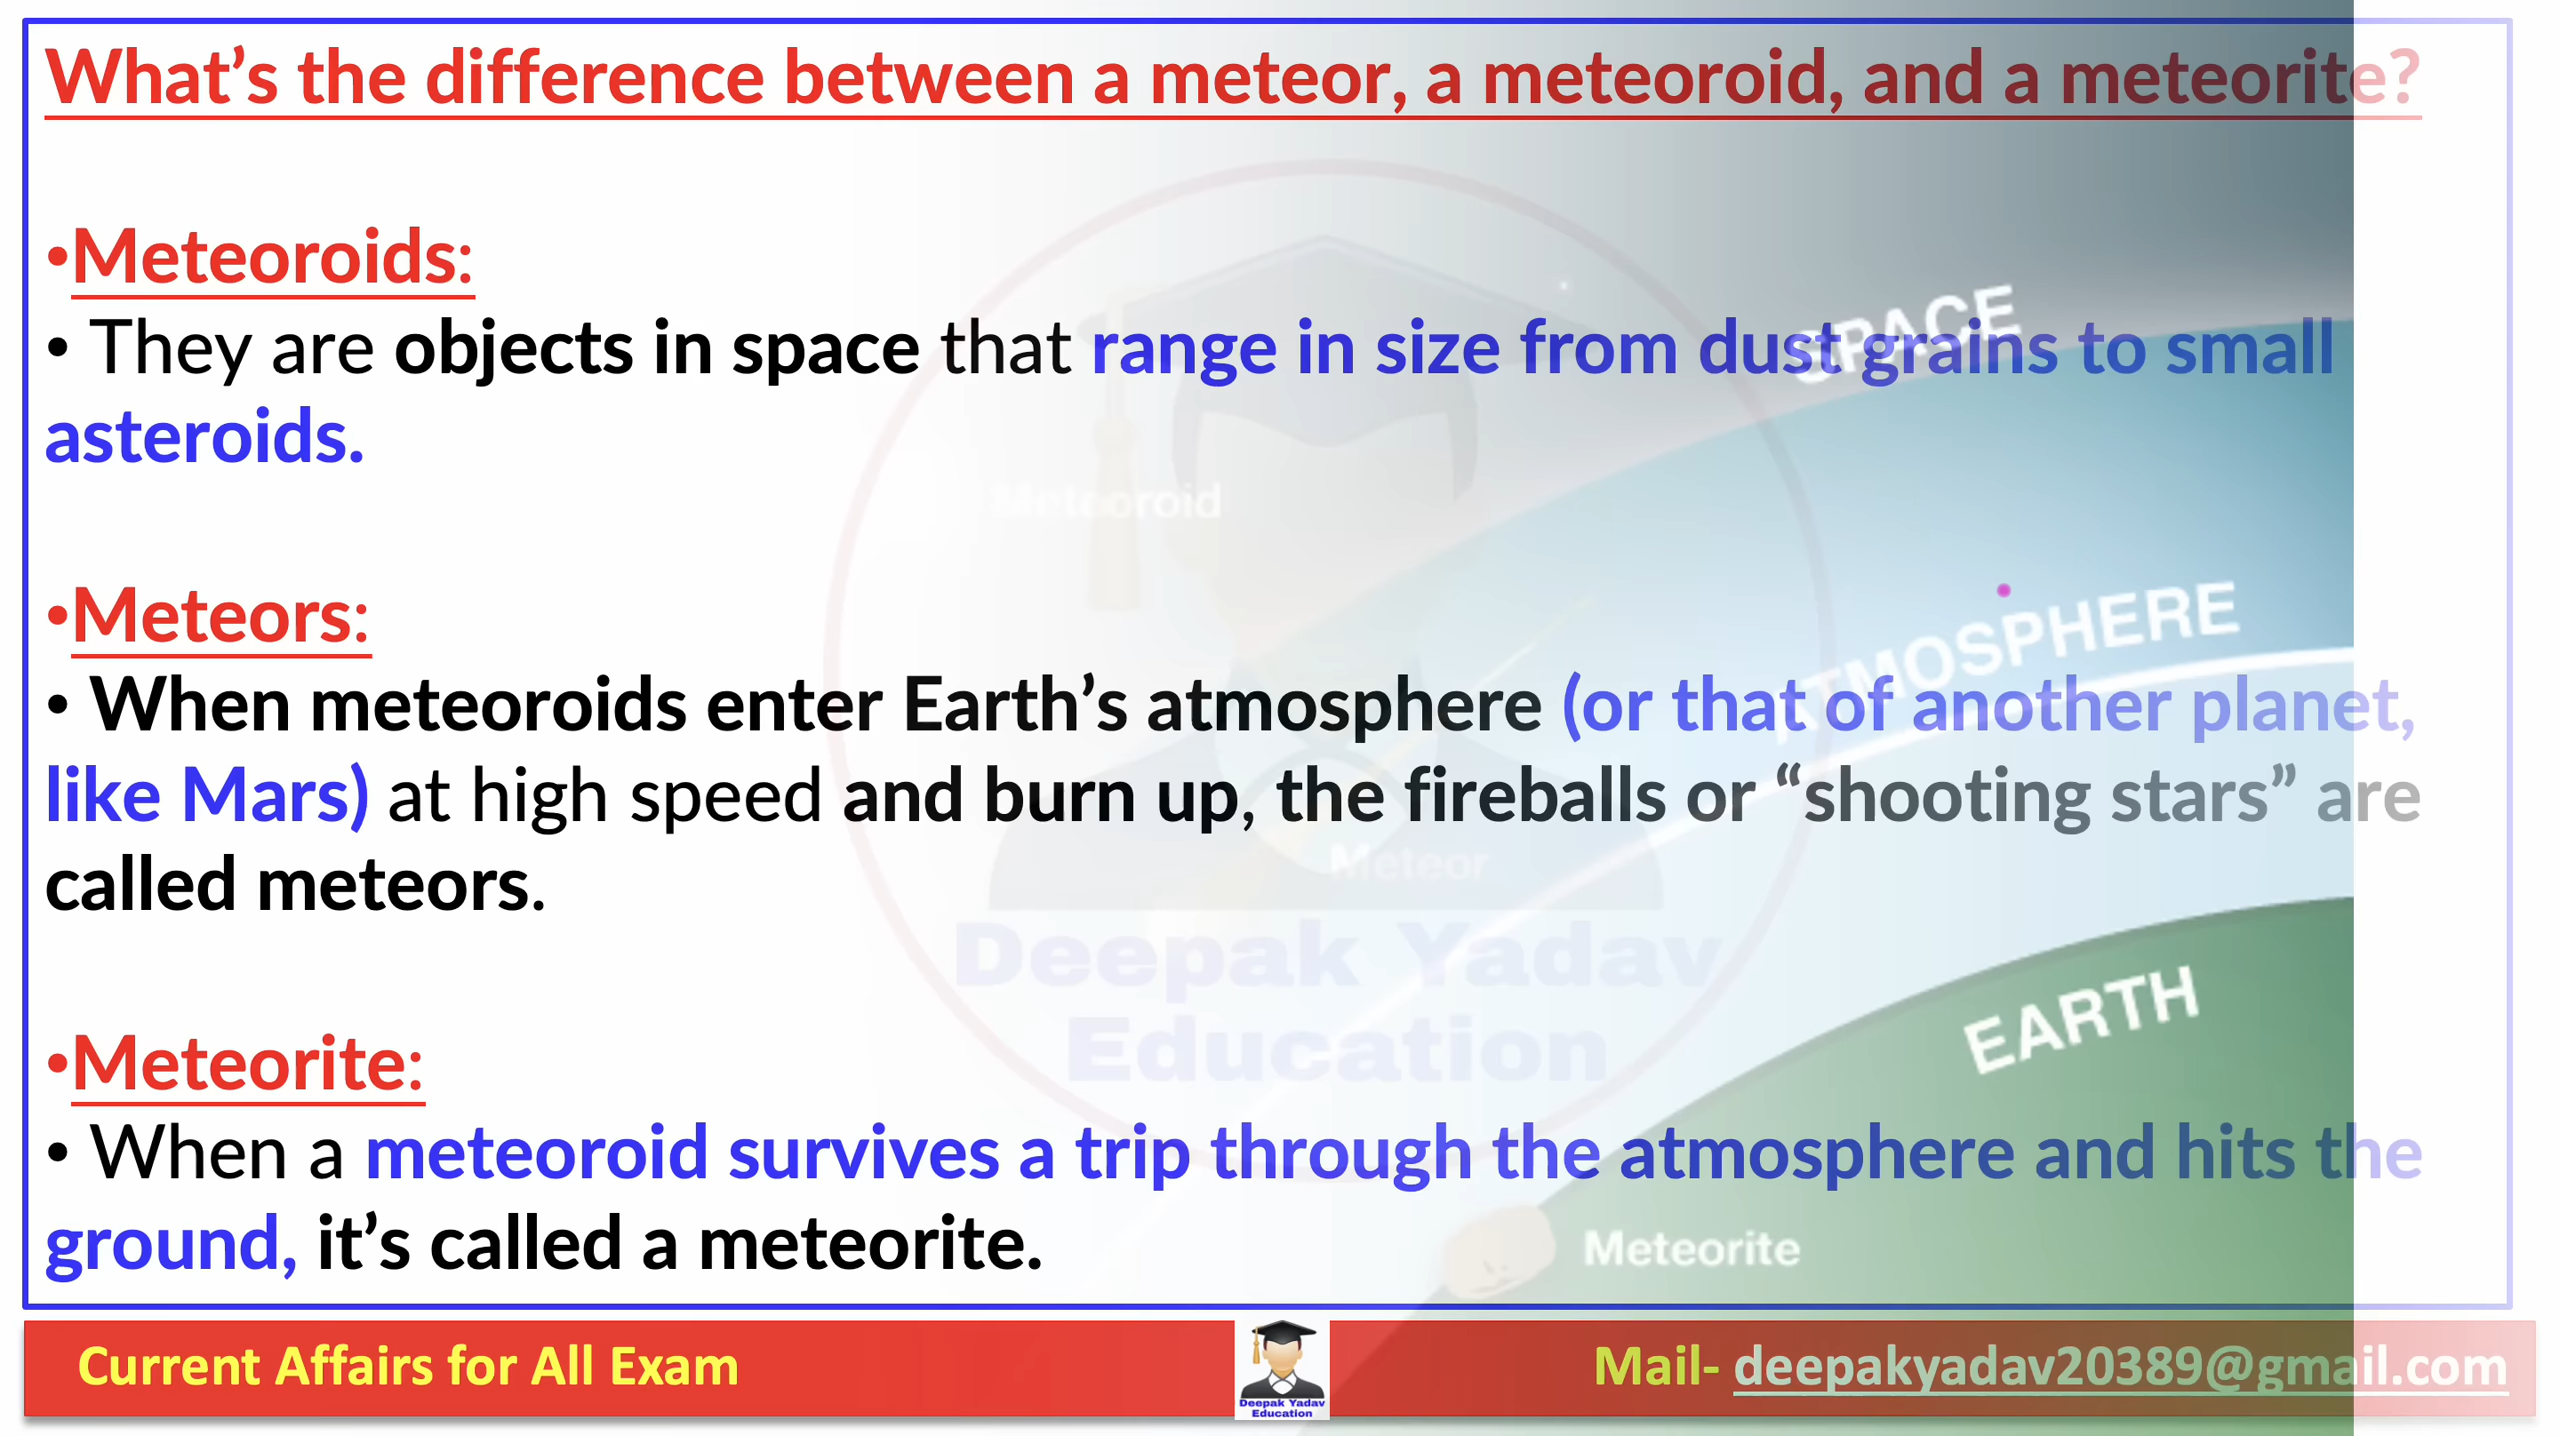 What’s the difference between a meteor, a meteoroid, and a meteorite?
•Meteoroids:
• They are objects in space that range in size from dust grains to small
asteroids.
•Meteors:
• When meteoroids enter Earth’s atmosphere (or that of another planet,
like Mars) at high speed and burn up, the fireballs or “shooting stars” are
called meteors.
•Meteorite:
• When a meteoroid survives a trip through the atmosphere and hits the
ground, it’s called a meteorite.
SPACE
Meteoroid
ATMOSPHERE
Meteor
Deepak Yadav
Education
EARTH
Meteorite
Current Affairs for All Exam
Deepak Yadav
Education
Mail- deepakyadav20389@gmail.com